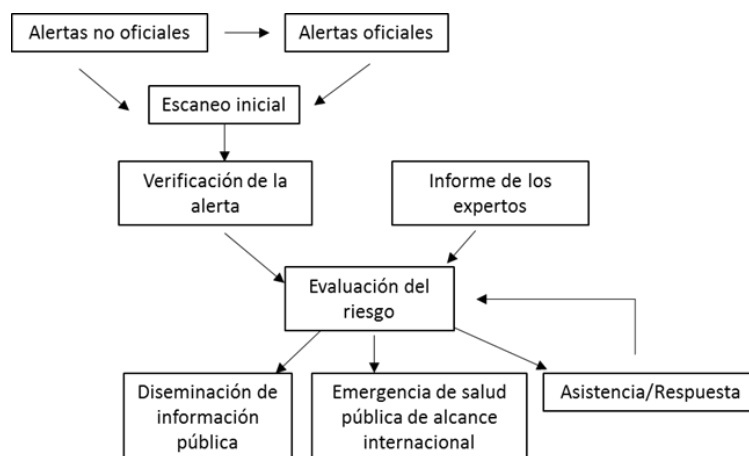 Alertas no oficiales
Alertas oficiales
Escaneo inicial
Verificación de la
alerta
Informe de los
expertos
Evaluación del
riesgo
Diseminación de
información
pública
Emergencia de salud
pública de alcance
internacional
Asistencia/Respuesta